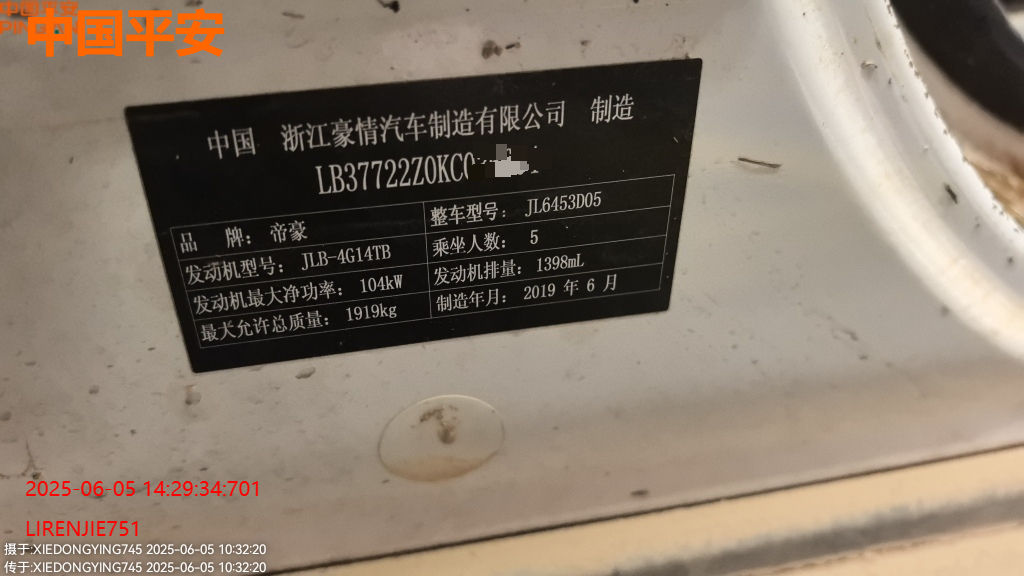 中国平安
中国 浙江豪情汽车制造有限公司 制造
LB37722Z0KC0
品 牌: 帝豪
整车型号: JL6453D05
发动机型号: JLB-4G14TB
乘坐人数: 5
发动机最大净功率: 104kW
发动机排量: 1398mL
最大允许总质量: 1919kg
制造年月: 2019 年 6 月
2025-06-05 14:29:34:701
LIRENJIE751
摄于:XIEDONGYING745 2025-06-05 10:32:20
传于:XIEDONGYING745 2025-06-05 10:32:20